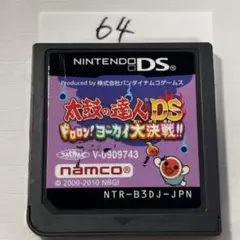 64
NINTENDO DS
Produced by 株式会社バンダイナムコゲームス
太鼓の達人DS
ドロロン!ヨーカイ大決戦!!
V-0909743
namco
© 2000-2010 NBGI
NTR-B3DJ-JPN